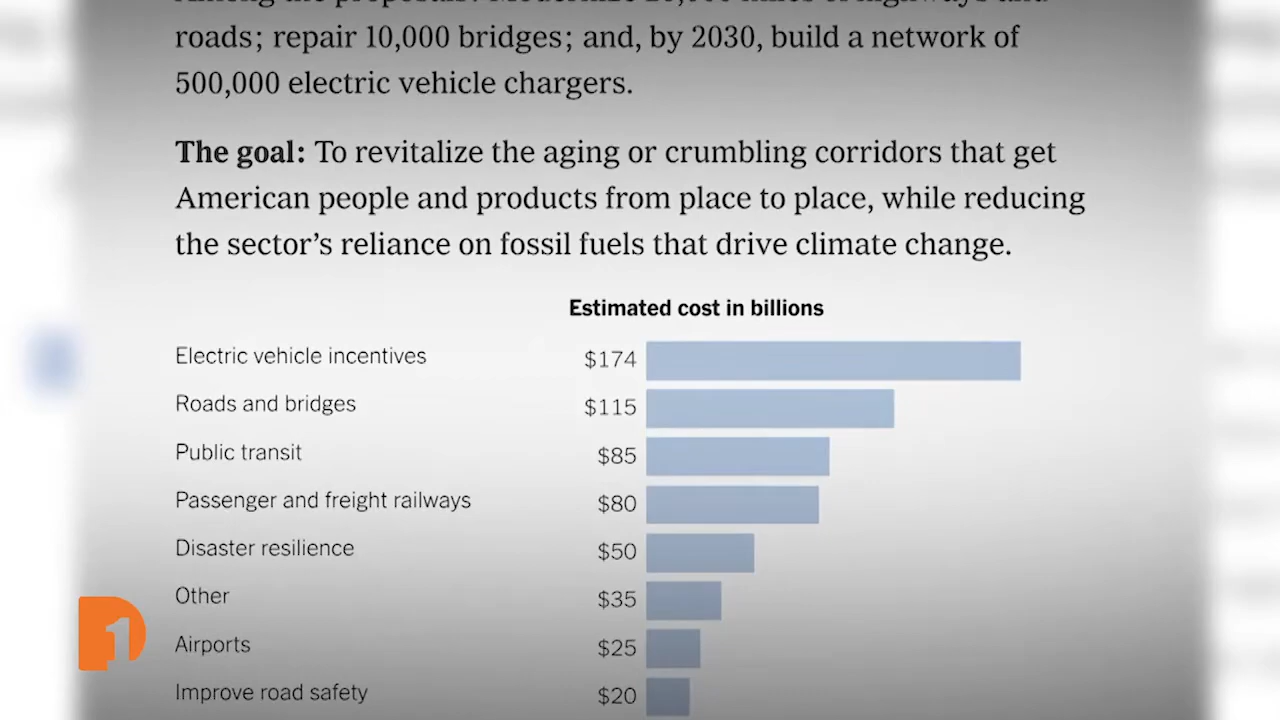 roads; repair 10,000 bridges; and, by 2030, build a network of
500,000 electric vehicle chargers.
The goal: To revitalize the aging or crumbling corridors that get
American people and products from place to place, while reducing
the sector’s reliance on fossil fuels that drive climate change.
Estimated cost in billions
Electric vehicle incentives $174
Roads and bridges $115
Public transit $85
Passenger and freight railways $80
Disaster resilience $50
Other $35
Airports $25
Improve road safety $20
D1